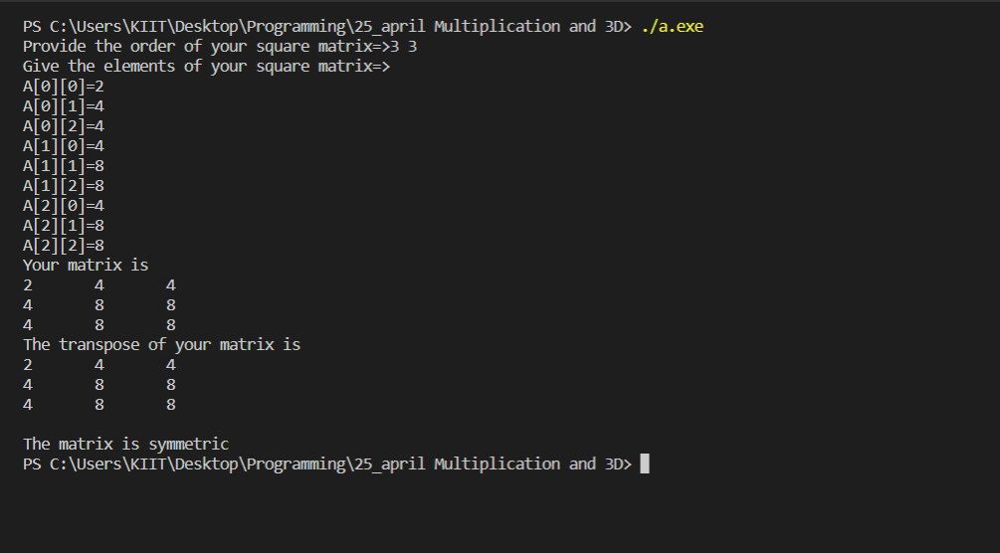 PS C:\Users\KIIT\Desktop\Programming\25_april Multiplication and 3D> ./a.exe
Provide the order of your square matrix=>3 3
Give the elements of your square matrix=>
A[0][0]=2
A[0][1]=4
A[0][2]=4
A[1][0]=4
A[1][1]=8
A[1][2]=8
A[2][0]=4
A[2][1]=8
A[2][2]=8
Your matrix is
2       4       4
4       8       8
4       8       8
The transpose of your matrix is
2       4       4
4       8       8
4       8       8

The matrix is symmetric
PS C:\Users\KIIT\Desktop\Programming\25_april Multiplication and 3D>